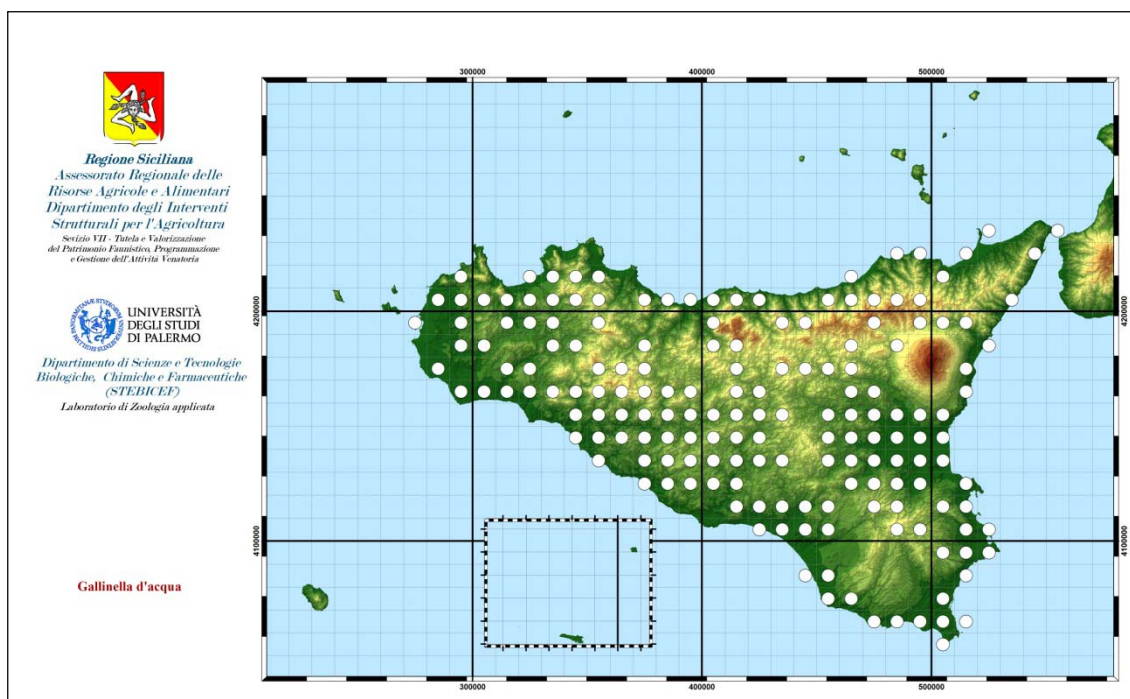 Regione Siciliana
Assessorato Regionale delle
Risorse Agricole e Alimentari
Dipartimento degli Interventi
Strutturali per l'Agricoltura
Sevizio VII - Tutela e Valorizzazione
del Patrimonio Faunistico, Programmazione
e Gestione dell'Attività Venatoria
UNIVERSITÀ
DEGLI STUDI
DI PALERMO
Dipartimento di Scienze e Tecnologie
Biologiche, Chimiche e Farmaceutiche
(STEBICEF)
Laboratorio di Zoologia applicata
Gallinella d'acqua
300000
400000
500000
4200000
4200000
4100000
4100000
300000
400000
500000